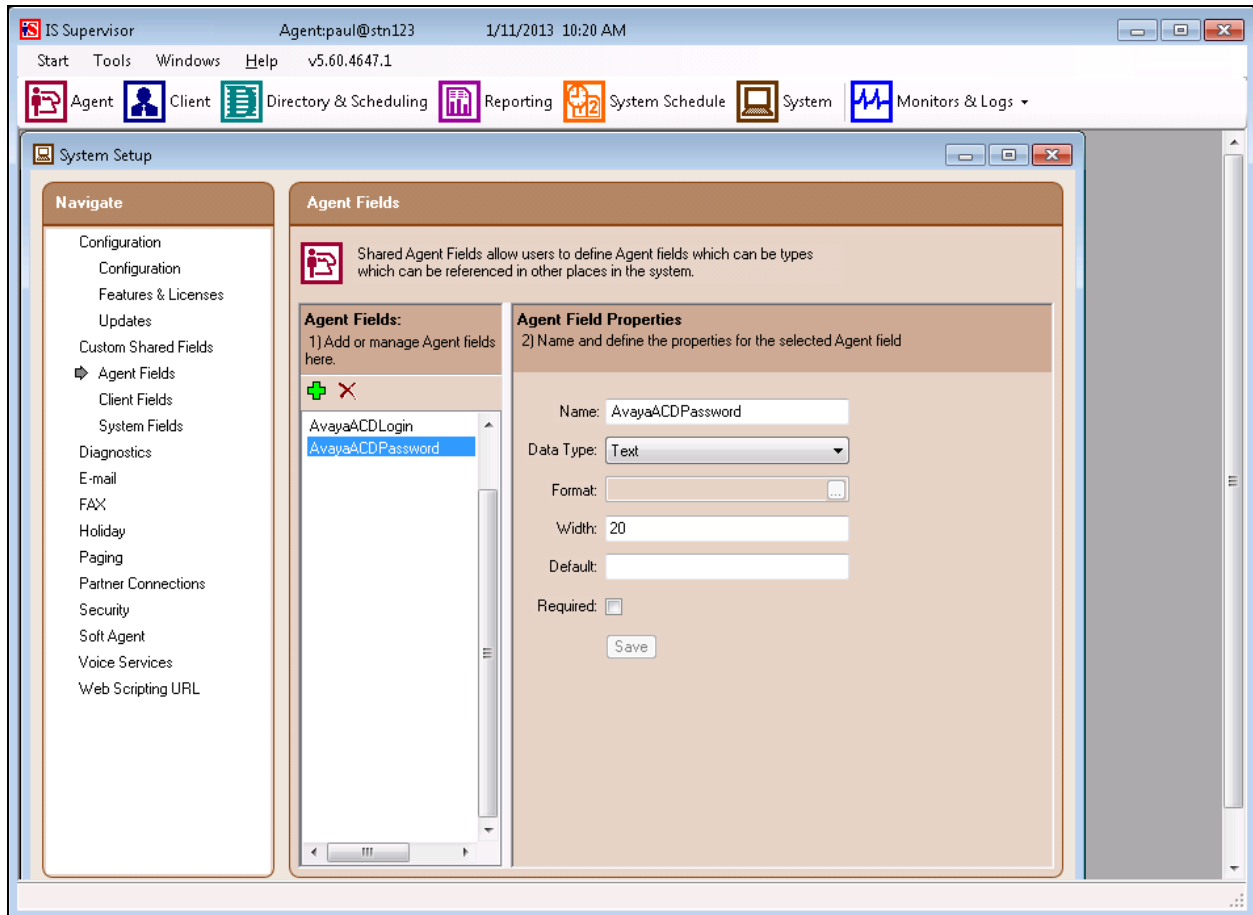 IS Supervisor Agent:paul@stn123 1/11/2013 10:20 AM
Start Tools Windows Help v5.60.4647.1
Agent Client Directory & Scheduling Reporting System Schedule System Monitors & Logs
System Setup
Navigate
Configuration
Configuration
Features & Licenses
Updates
Custom Shared Fields
Agent Fields
Client Fields
System Fields
Diagnostics
E-mail
FAX
Holiday
Paging
Partner Connections
Security
Soft Agent
Voice Services
Web Scripting URL
Agent Fields
Shared Agent Fields allow users to define Agent fields which can be types
which can be referenced in other places in the system.
Agent Fields:
1) Add or manage Agent fields
here.
AvayaACDLogin
AvayaACDPassword
Agent Field Properties
2) Name and define the properties for the selected Agent field
Name: AvayaACDPassword
Data Type: Text
Format: ...
Width: 20
Default:
Required:
Save